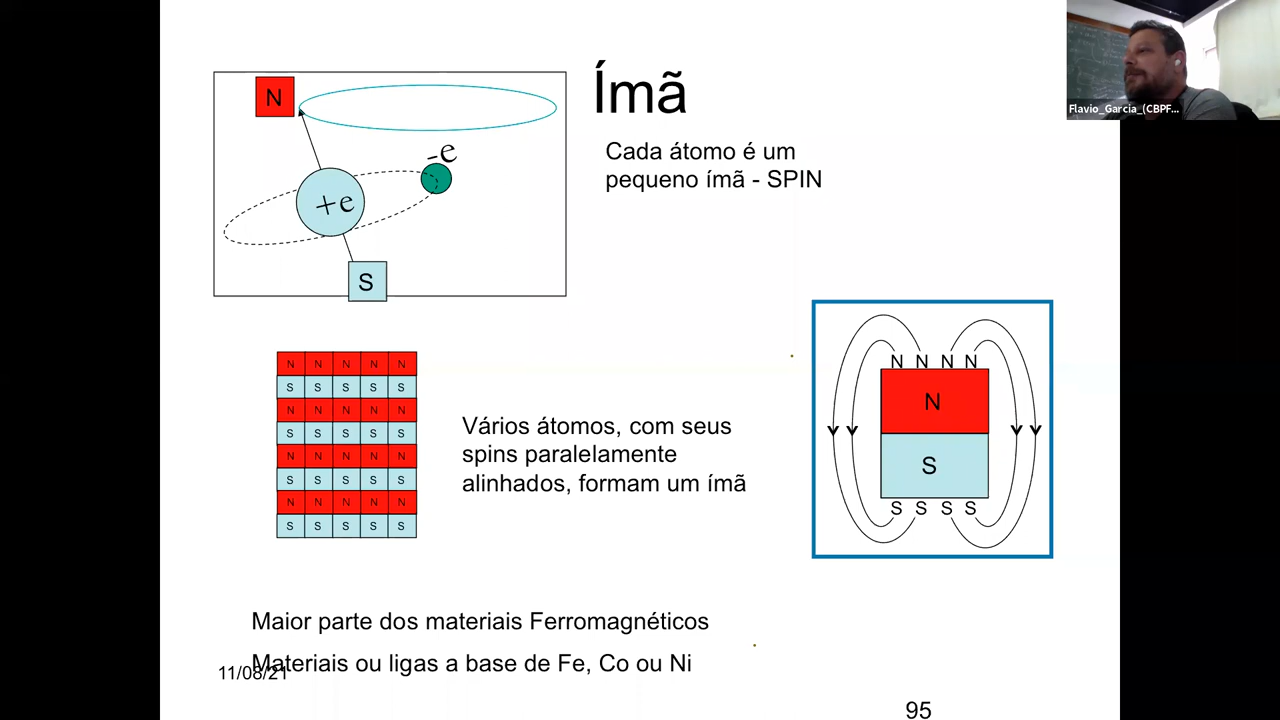 Ímã
N
-e
+e
S
Cada átomo é um
pequeno ímã - SPIN
Flavio_Garcia_(CBPF...
N N N N N
S S S S S
N N N N N
S S S S S
N N N N N
S S S S S
N N N N N
S S S S S
Vários átomos, com seus
spins paralelamente
alinhados, formam um ímã
N N N N
N
S
S S S S
Maior parte dos materiais Ferromagnéticos
Materiais ou ligas a base de Fe, Co ou Ni
11/08/21
95